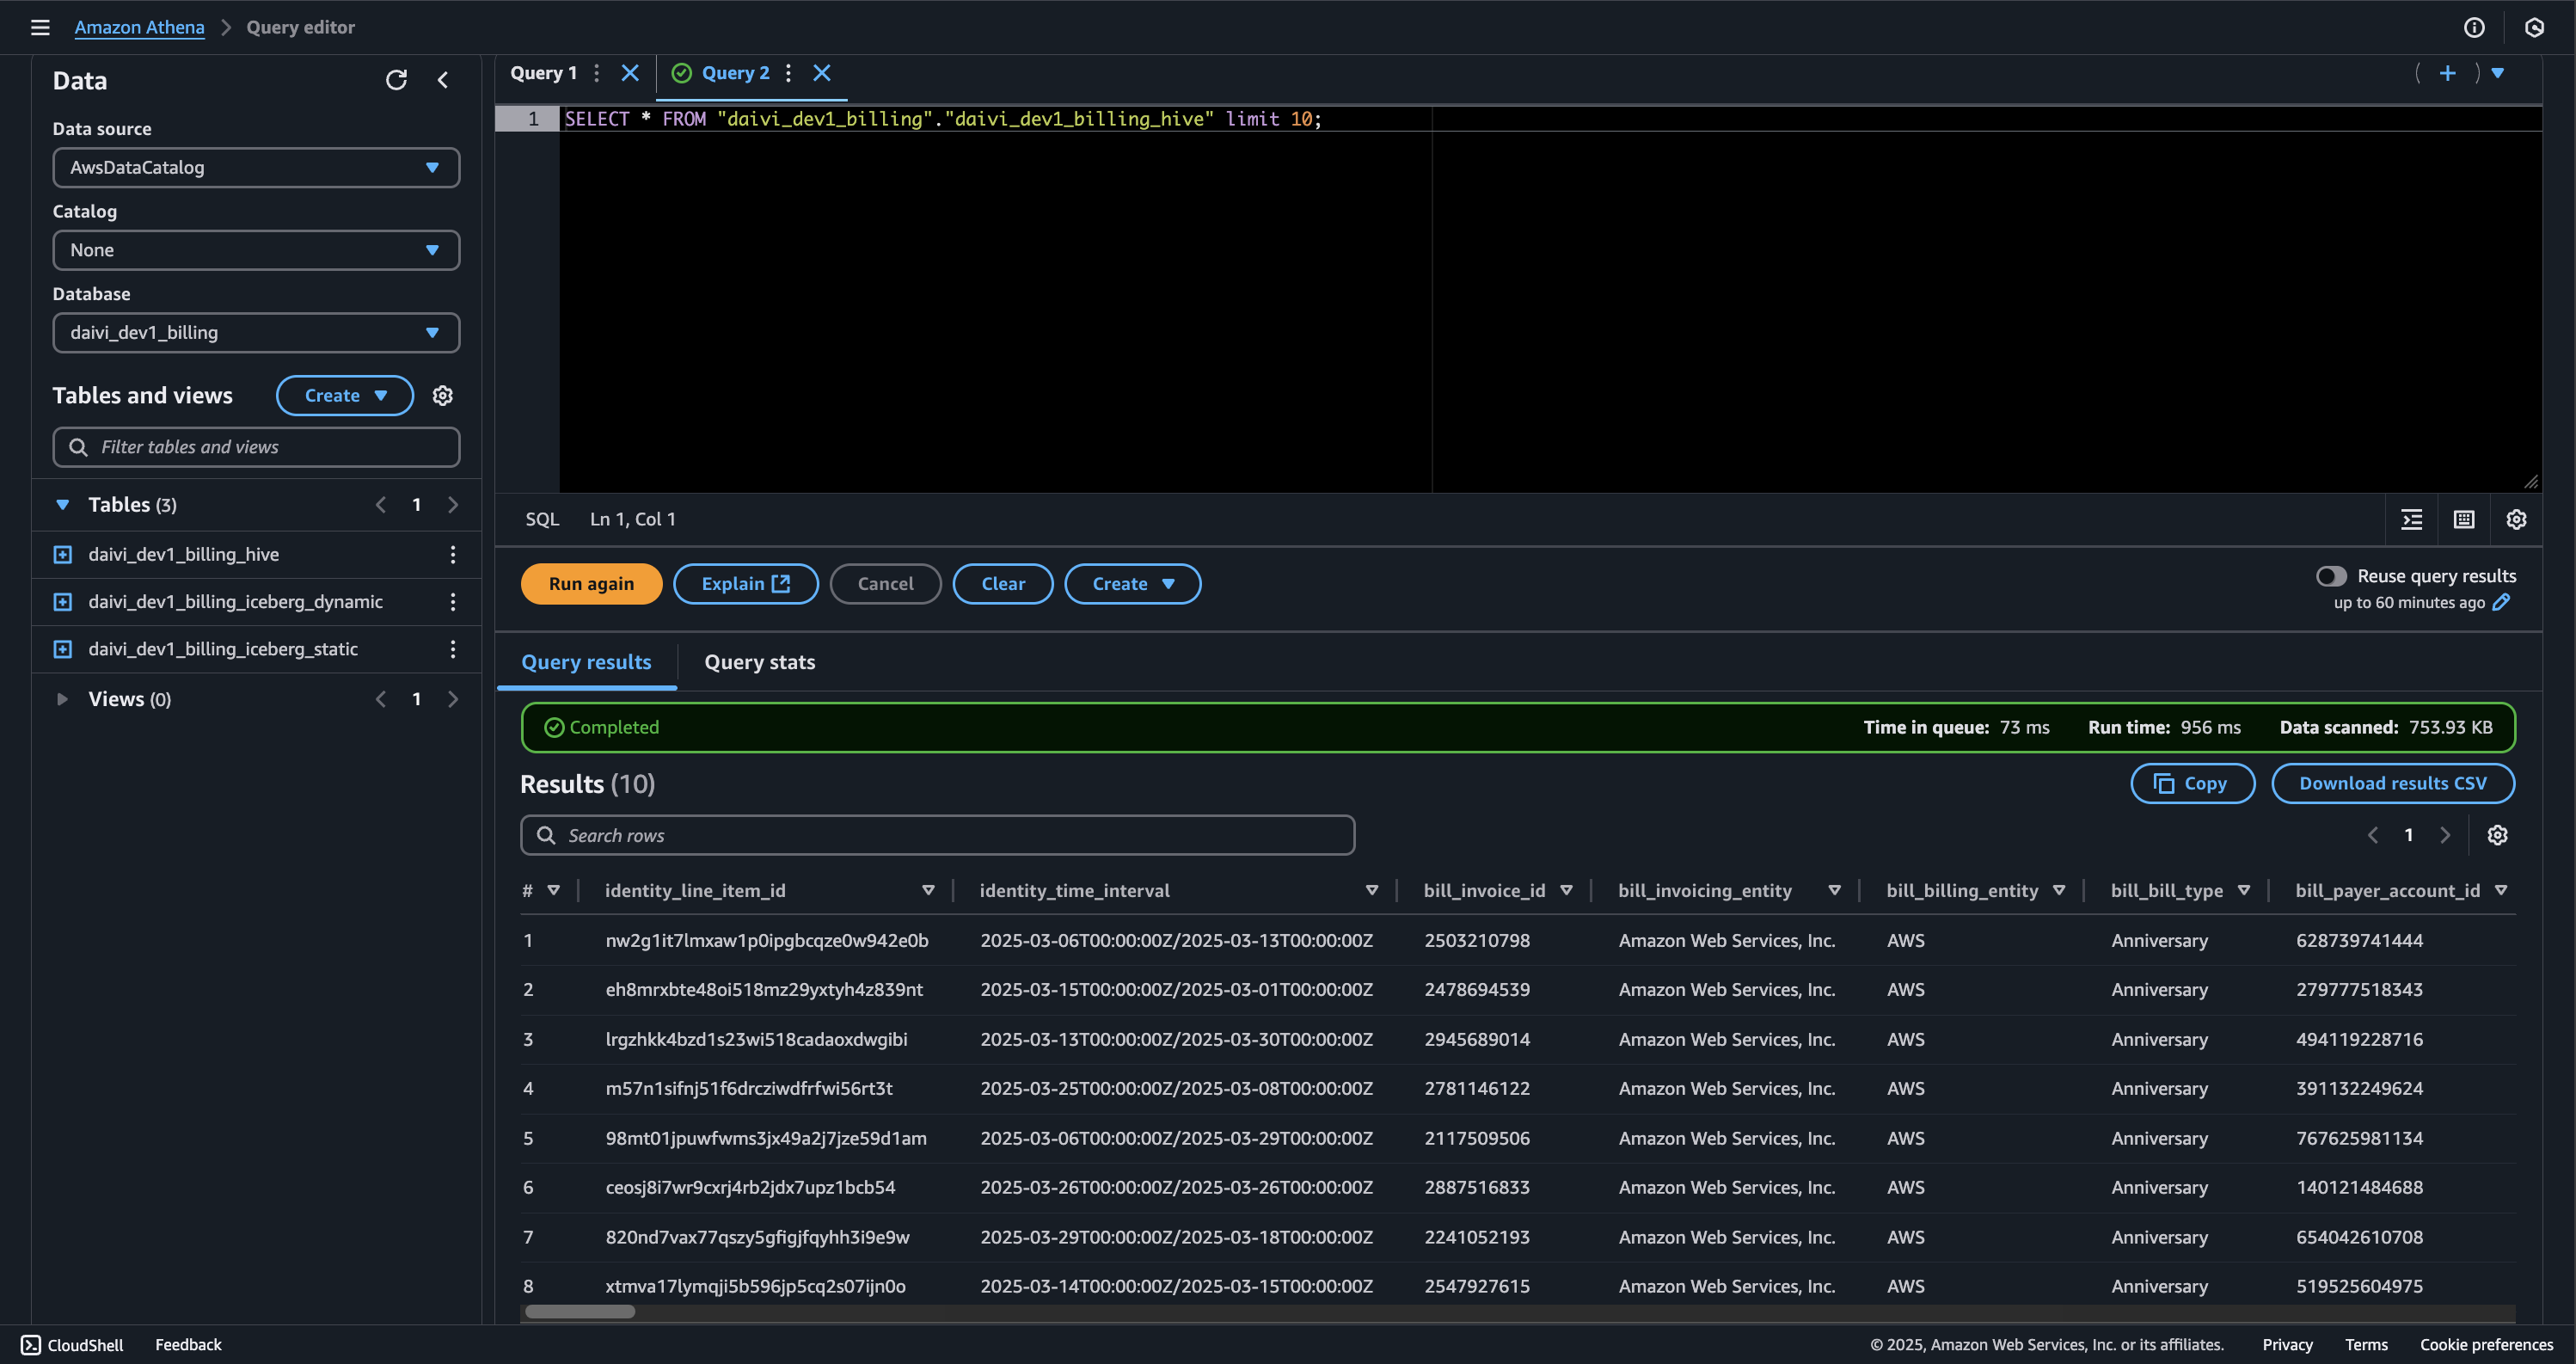 Amazon Athena > Query editor
Data
Data source
AwsDataCatalog
Catalog
None
Database
daivi_dev1_billing
Tables and views
Create
Filter tables and views
Tables (3)
1
daivi_dev1_billing_hive
daivi_dev1_billing_iceberg_dynamic
daivi_dev1_billing_iceberg_static
Views (0)
1
Query 1
Query 2
1 SELECT * FROM "daivi_dev1_billing"."daivi_dev1_billing_hive" limit 10;
SQL Ln 1, Col 1
Run again Explain Cancel Clear Create
Reuse query results
up to 60 minutes ago
Query results Query stats
Completed Time in queue: 73 ms Run time: 956 ms Data scanned: 753.93 KB
Results (10)
Copy Download results CSV
Search rows
1
# identity_line_item_id identity_time_interval bill_invoice_id bill_invoicing_entity bill_billing_entity bill_bill_type bill_payer_account_id
1 nw2g1it7lmxaw1p0ipgbcqze0w942e0b 2025-03-06T00:00:00Z/2025-03-13T00:00:00Z 2503210798 Amazon Web Services, Inc. AWS Anniversary 628739741444
2 eh8mrxbte48oi518mz29yxtyh4z839nt 2025-03-15T00:00:00Z/2025-03-01T00:00:00Z 2478694539 Amazon Web Services, Inc. AWS Anniversary 279777518343
3 lrgzhkk4bzd1s23wi518cadaoxdwgibi 2025-03-13T00:00:00Z/2025-03-30T00:00:00Z 2945689014 Amazon Web Services, Inc. AWS Anniversary 494119228716
4 m57n1sifnj51f6drcziwdfrfwi56rt3t 2025-03-25T00:00:00Z/2025-03-08T00:00:00Z 2781146122 Amazon Web Services, Inc. AWS Anniversary 391132249624
5 98mt01jpuwfwms3jx49a2j7jze59d1am 2025-03-06T00:00:00Z/2025-03-29T00:00:00Z 2117509506 Amazon Web Services, Inc. AWS Anniversary 767625981134
6 ceosj8i7wr9cxrj4rb2jdx7upz1bcb54 2025-03-26T00:00:00Z/2025-03-26T00:00:00Z 2887516833 Amazon Web Services, Inc. AWS Anniversary 140121484688
7 820nd7vax77qszy5gfigjfqyhh3i9e9w 2025-03-29T00:00:00Z/2025-03-18T00:00:00Z 2241052193 Amazon Web Services, Inc. AWS Anniversary 654042610708
8 xtmva17lymqji5b596jp5cq2s07ijn0o 2025-03-14T00:00:00Z/2025-03-15T00:00:00Z 2547927615 Amazon Web Services, Inc. AWS Anniversary 519525604975
CloudShell Feedback © 2025, Amazon Web Services, Inc. or its affiliates. Privacy Terms Cookie preferences